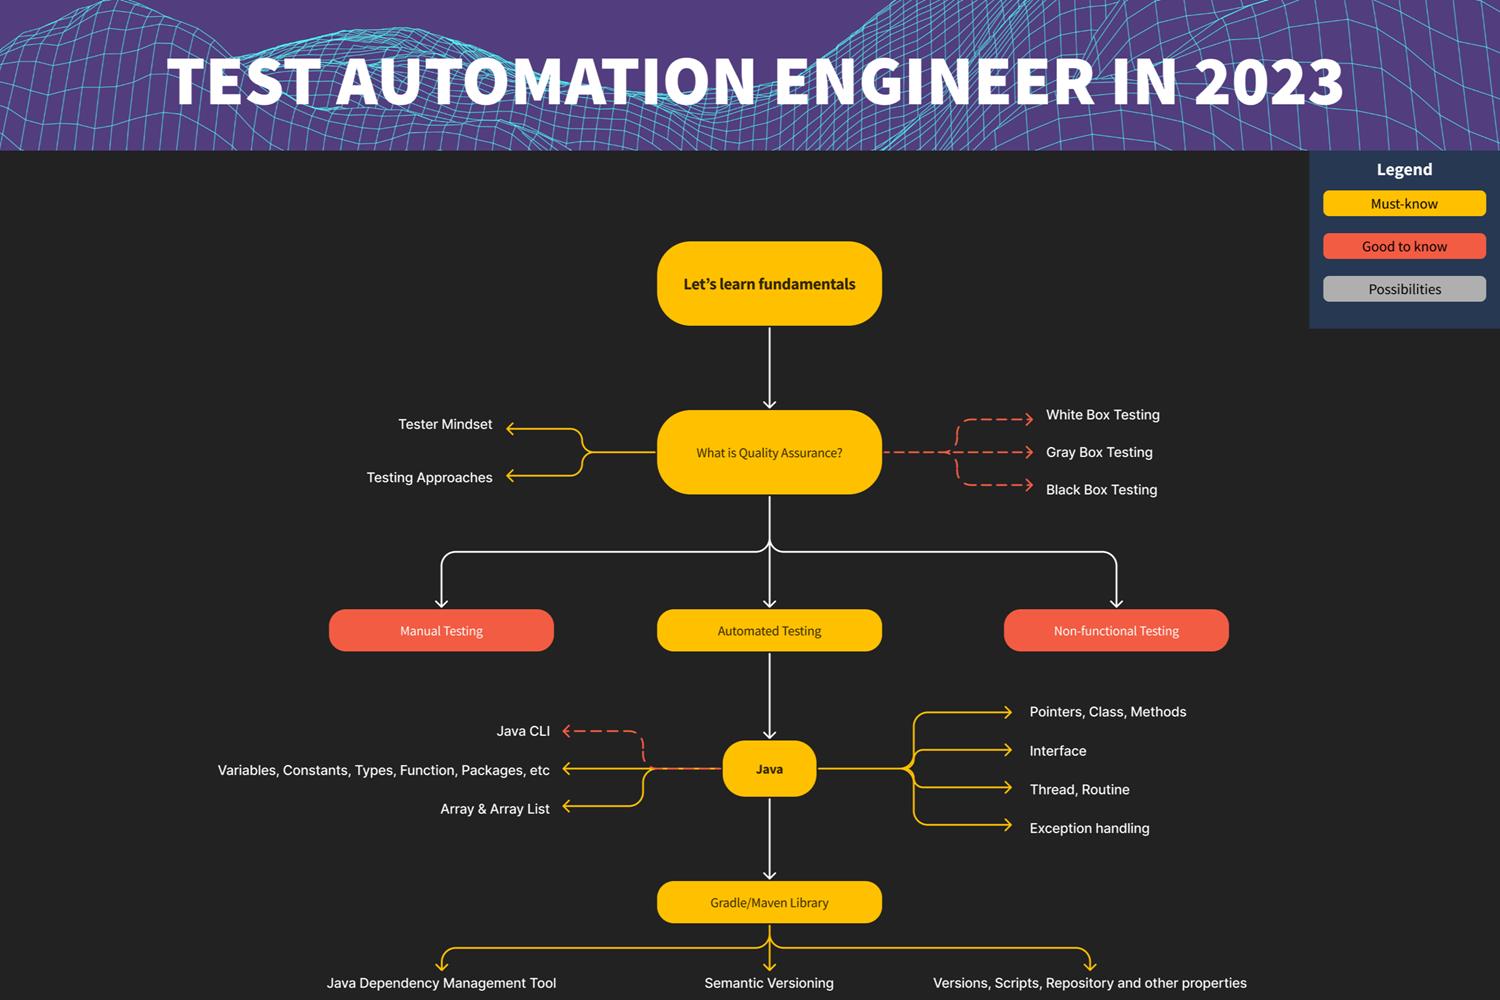 TEST AUTOMATION ENGINEER IN 2023
Legend
Must-know
Good to know
Possibilities
Let's learn fundamentals
Tester Mindset
Testing Approaches
What is Quality Assurance?
White Box Testing
Gray Box Testing
Black Box Testing
Manual Testing
Automated Testing
Non-functional Testing
Java CLI
Variables, Constants, Types, Function, Packages, etc
Array & Array List
Java
Pointers, Class, Methods
Interface
Thread, Routine
Exception handling
Gradle/Maven Library
Java Dependency Management Tool
Semantic Versioning
Versions, Scripts, Repository and other properties